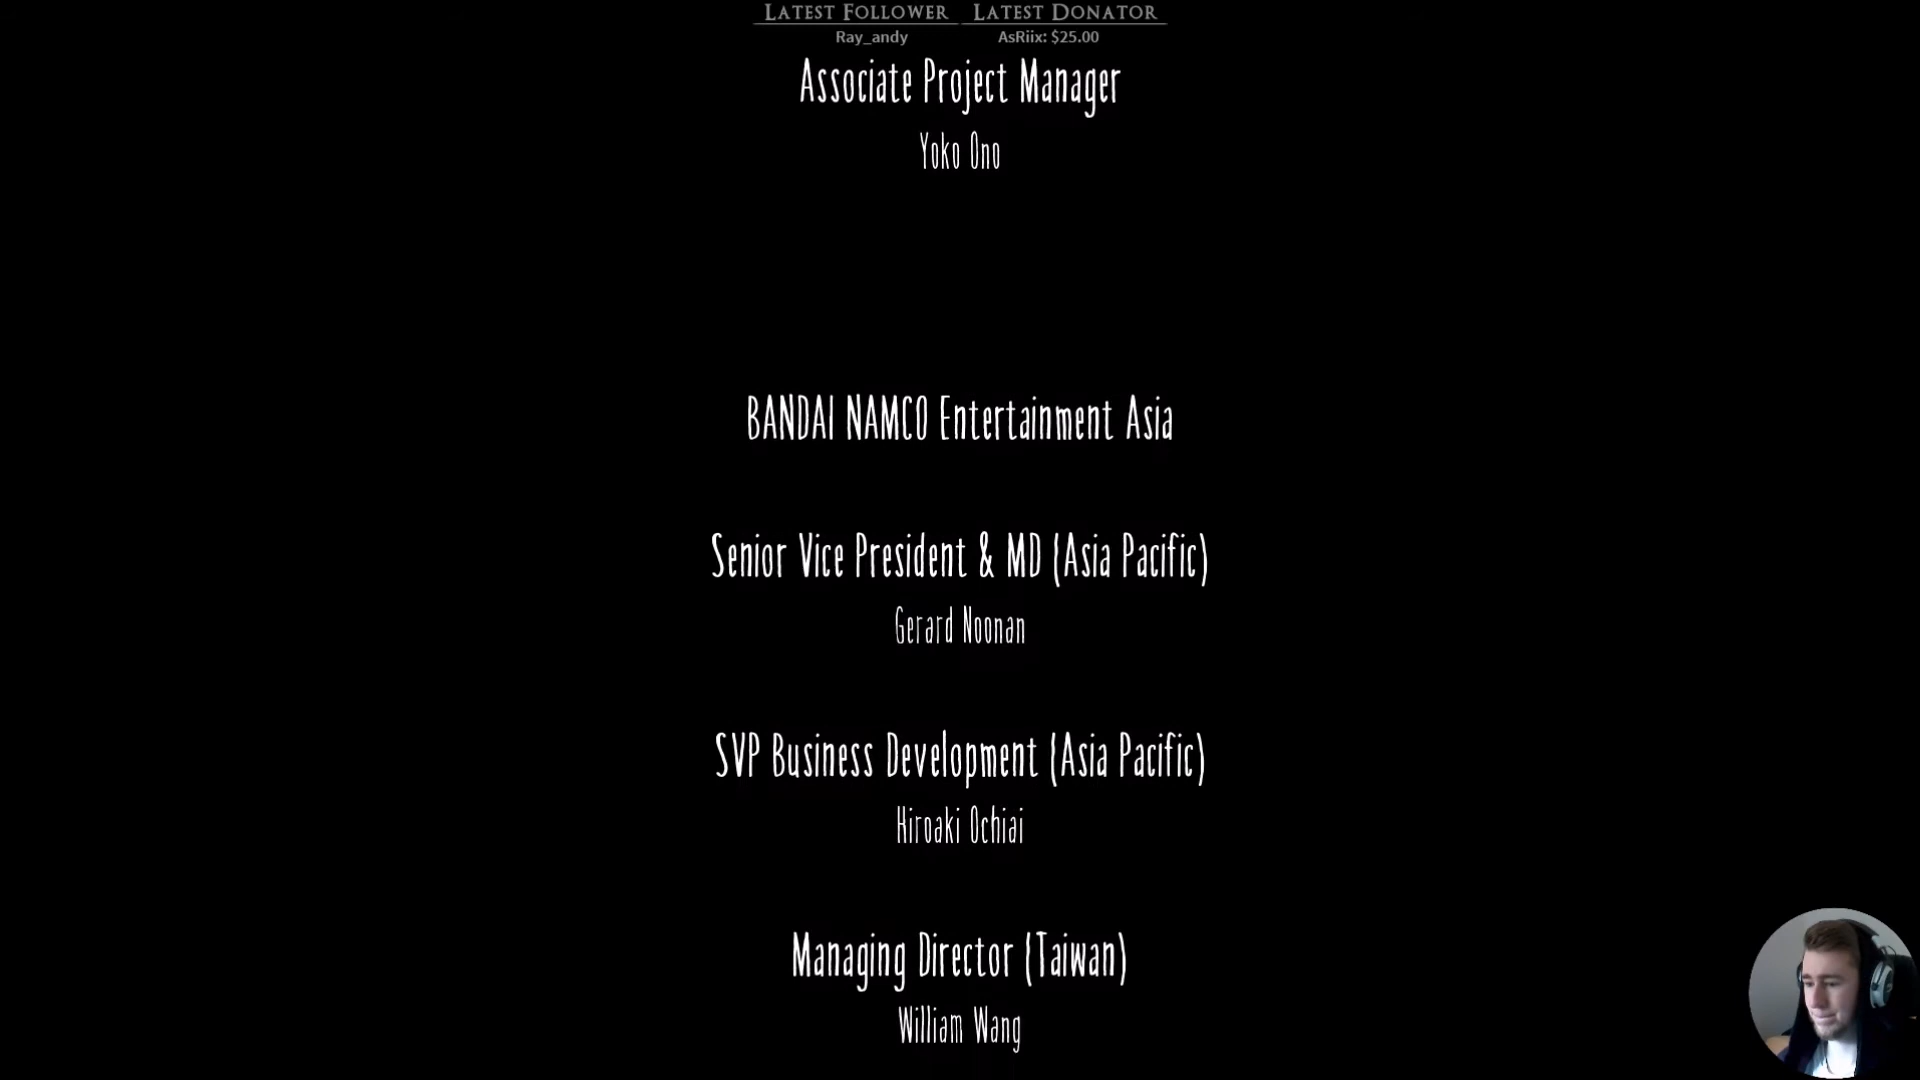 Latest Follower Latest Donator
Ray_andy AsRiix: $25.00
Associate Project Manager
Yoko Ono
BANDAI NAMCO Entertainment Asia
Senior Vice President & MD (Asia Pacific)
Gerard Noonan
SVP Business Development (Asia Pacific)
Hiroaki Ochiai
Managing Director (Taiwan)
William Wang